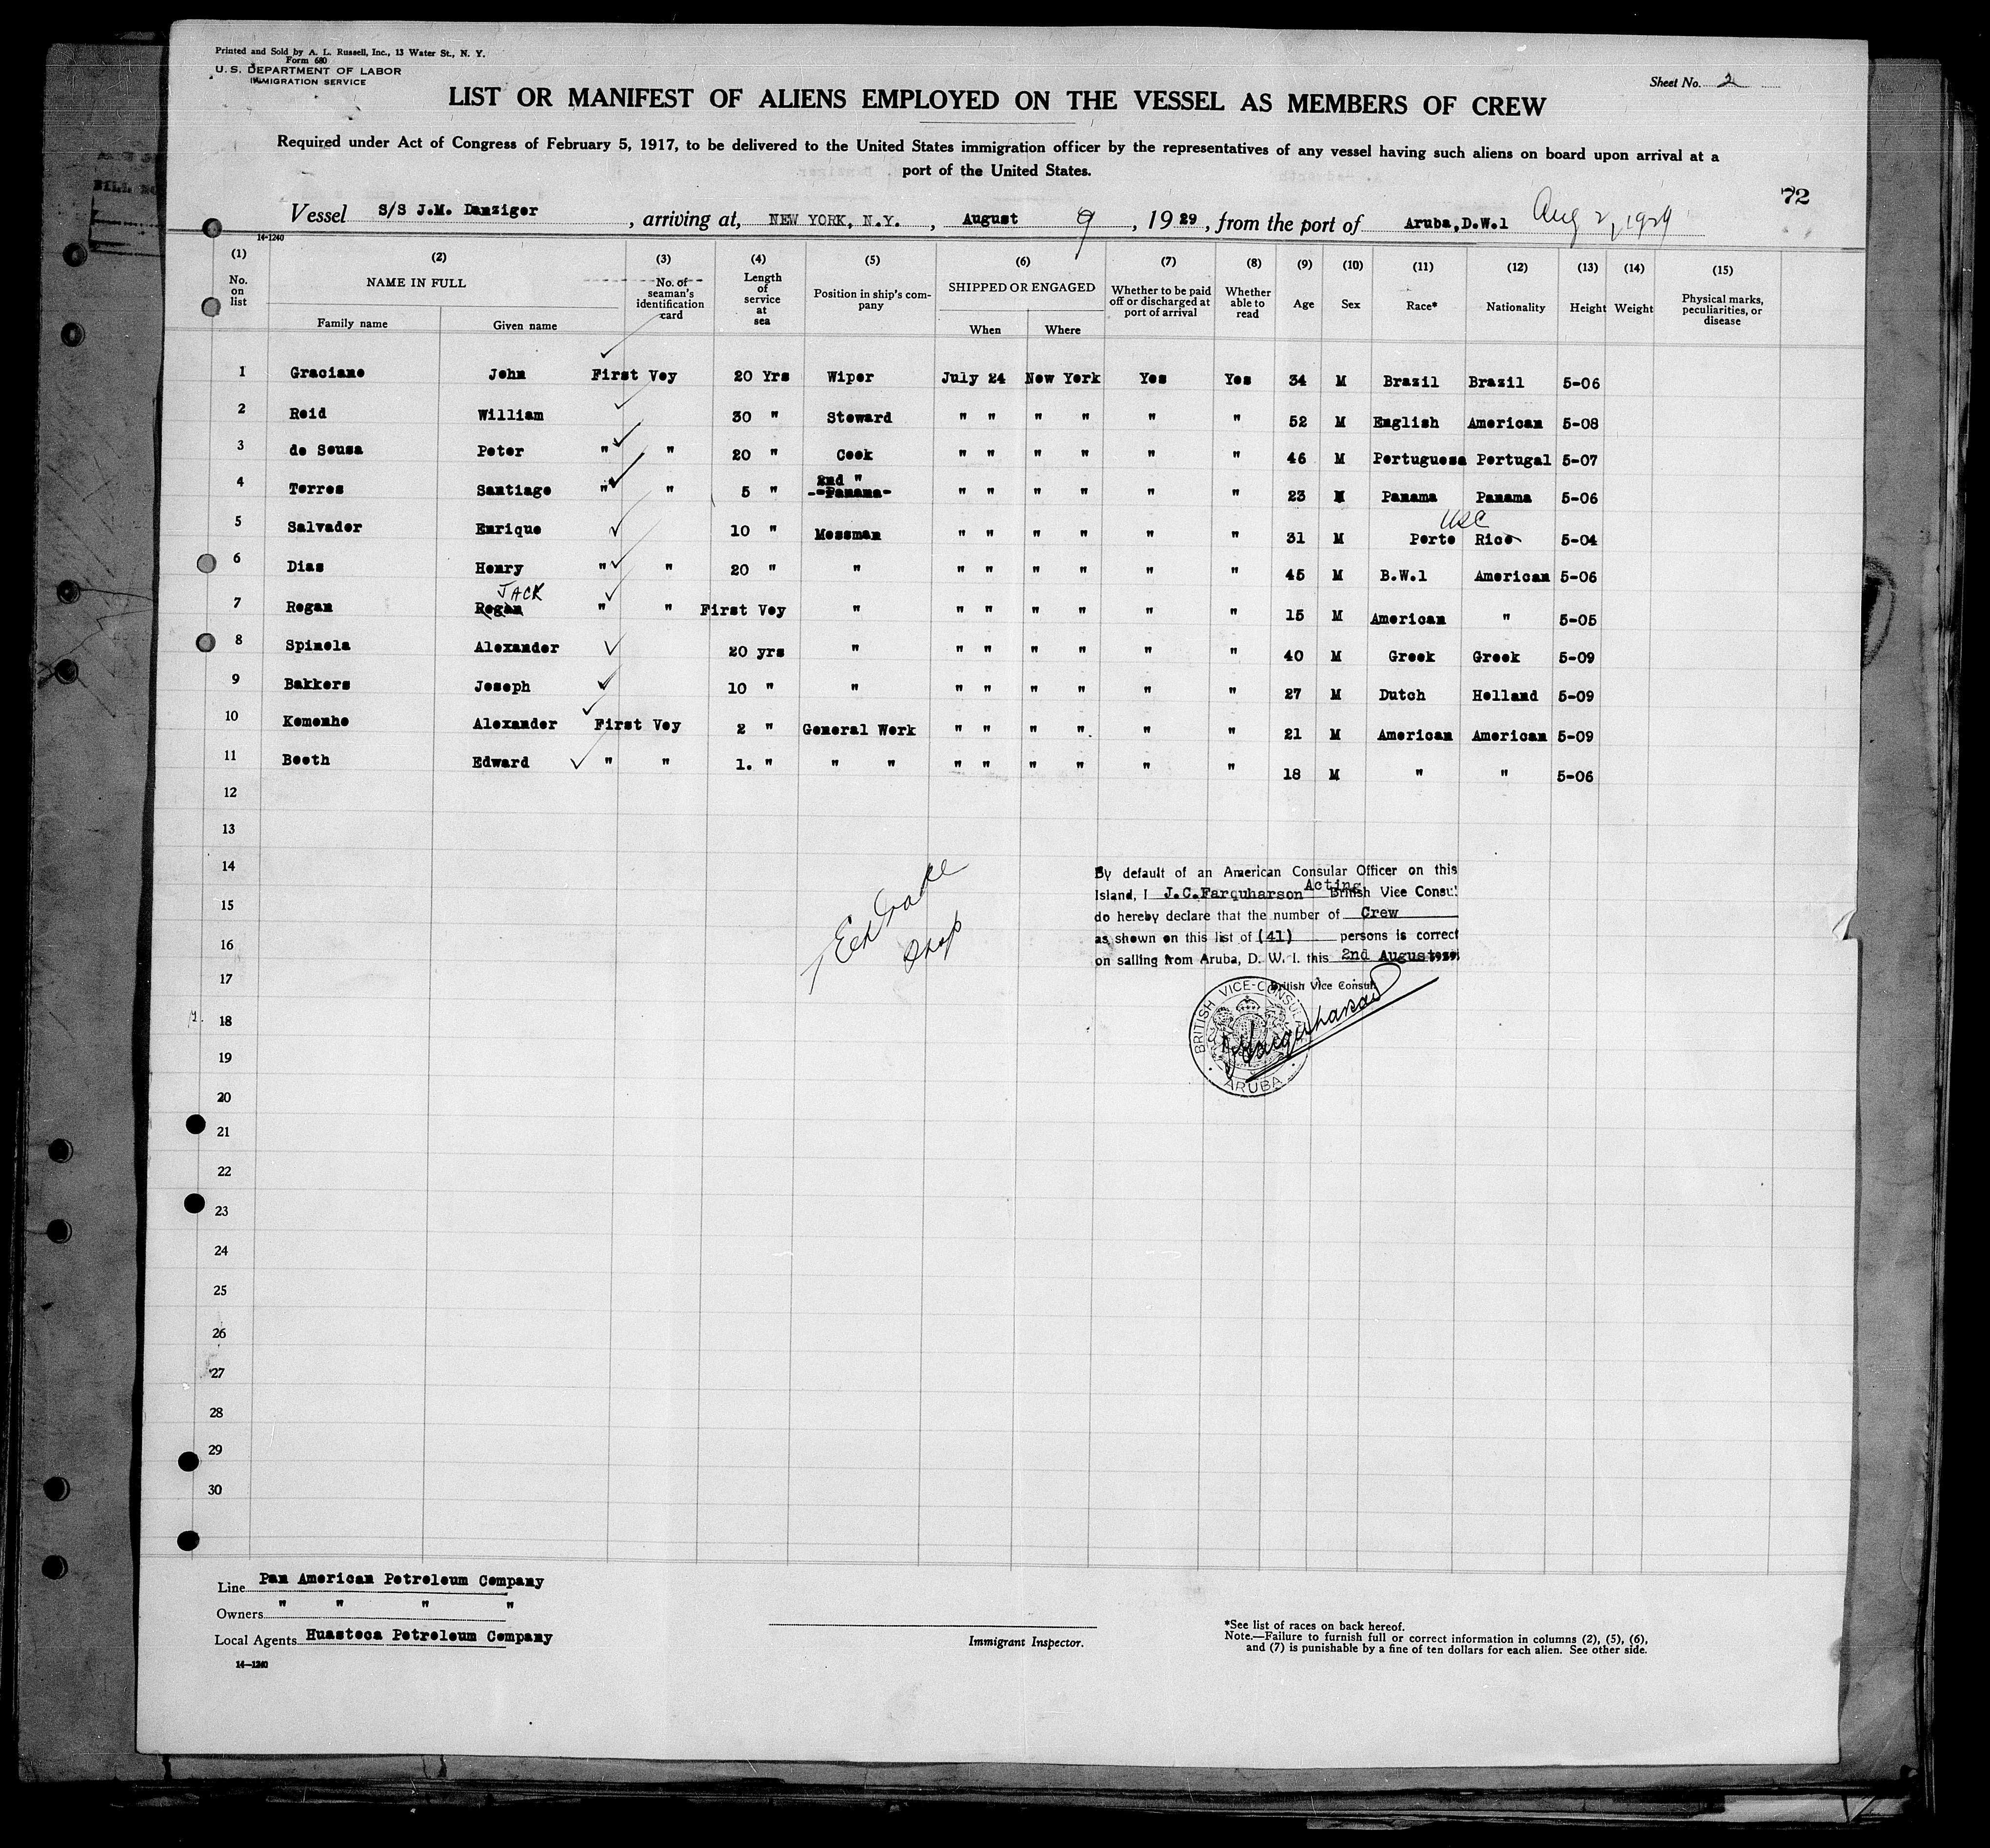 Printed and Sold by A. L. Russell, Inc., 13 Water St., N. Y.
Form 680
U. S. DEPARTMENT OF LABOR
IMMIGRATION SERVICE
Sheet No. 2
LIST OR MANIFEST OF ALIENS EMPLOYED ON THE VESSEL AS MEMBERS OF CREW
Required under Act of Congress of February 5, 1917, to be delivered to the United States immigration officer by the representatives of any vessel having such aliens on board upon arrival at a
port of the United States.
72
Vessel S/S J.M. Danziger, arriving at, NEW YORK, N.Y., August 9, 1929, from the port of Aruba,D.W.1 Aug 2, 1929
14-1240
(1) (2) (3) (4) (5) (6) (7) (8) (9) (10) (11) (12) (13) (14) (15)
No. on list NAME IN FULL No. of seaman's identification card Length of service at sea Position in ship's company SHIPPED OR ENGAGED Whether to be paid off or discharged at port of arrival Whether able to read Age Sex Race* Nationality Height Weight Physical marks, peculiarities, or disease
Family name Given name When Where
1 Graciano John First Voy 20 Yrs Wiper July 24 New York Yes Yes 34 M Brazil Brazil 5-06
2 Reid William 30 " Steward " " " " " " 52 M English American 5-08
3 de Sousa Peter " " 20 " Cook " " " " " " 46 M Portuguesa Portugal 5-07
2nd "
4 Torres Santiago " " 5 " --Panama- " " " " " " 23 M Panama Panama 5-06
USC
5 Salvader Enrique 10 " Messman " " " " " " 31 M Porto Rico 5-04
6 Dias Henry " " 20 " " " " " " " " 45 M B.W.1 American 5-06
JACK
7 Regan Regan " " First Voy " " " " " " " 15 M American " 5-05
8 Spinola Alexander 20 yrs " " " " " " " 40 M Greek Greek 5-09
9 Bakkers Joseph 10 " " " " " " " " 27 M Dutch Holland 5-09
10 Komonho Alexander First Voy 2 " General Work " " " " " " 21 M American American 5-09
11 Booth Edward " " 1. " " " " " " " " " 18 M " " 5-06
12
13
14
15
16
17
18
19
20
21
22
23
24
25
26
27
28
29
30
By default of an American Consular Officer on this
Island, I J.C.Farquharson Acting British Vice Consul
do hereby declare that the number of Crew
as shown on this list of (41) persons is correct
on sailing from Aruba, D. W. I. this 2nd August 1929
British Vice Consul
BRITISH VICE-CONSULATE
ARUBA
Line Pan American Petroleum Company
Owners " " " "
Local Agents Huasteca Petroleum Company
14-1240
Immigrant Inspector.
*See list of races on back hereof.
Note.—Failure to furnish full or correct information in columns (2), (5), (6),
and (7) is punishable by a fine of ten dollars for each alien. See other side.